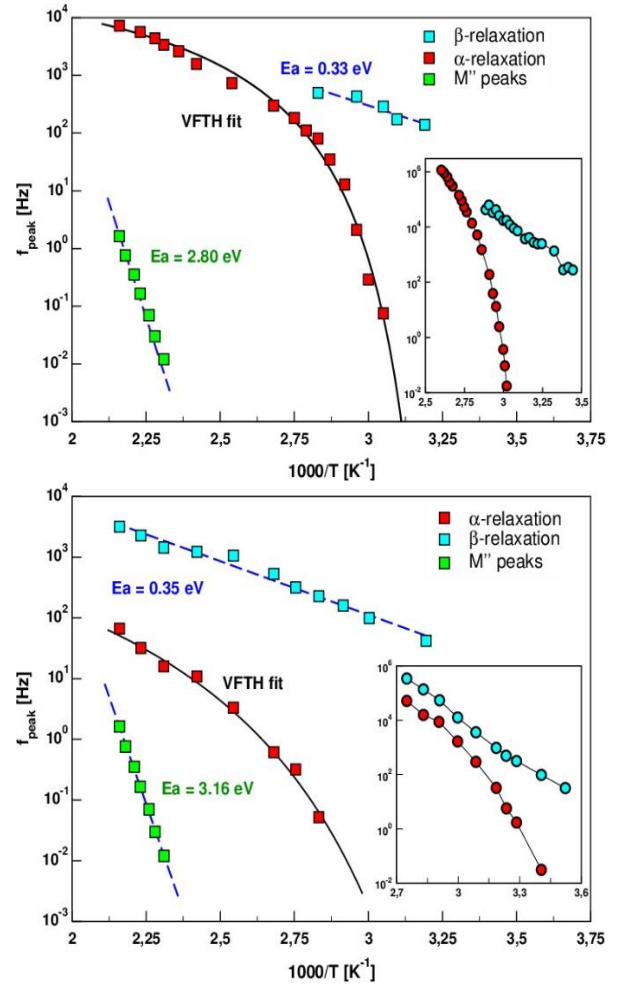 10⁴
10³
10²
10¹
10⁰
10⁻¹
10⁻²
10⁻³
f_peak [Hz]
β-relaxation
α-relaxation
M'' peaks
Ea = 0.33 eV
VFTH fit
Ea = 2.80 eV
10⁶
10⁴
10²
10⁰
10⁻²
2,5 2,75 3 3,25 3,5
2 2,25 2,5 2,75 3 3,25 3,5 3,75
1000/T [K⁻¹]
10⁴
10³
10²
10¹
10⁰
10⁻¹
10⁻²
10⁻³
f_peak [Hz]
α-relaxation
β-relaxation
M'' peaks
Ea = 0.35 eV
VFTH fit
Ea = 3.16 eV
10⁶
10⁴
10²
10⁰
10⁻²
2,7 3 3,3 3,6
2 2,25 2,5 2,75 3 3,25 3,5 3,75
1000/T [K⁻¹]